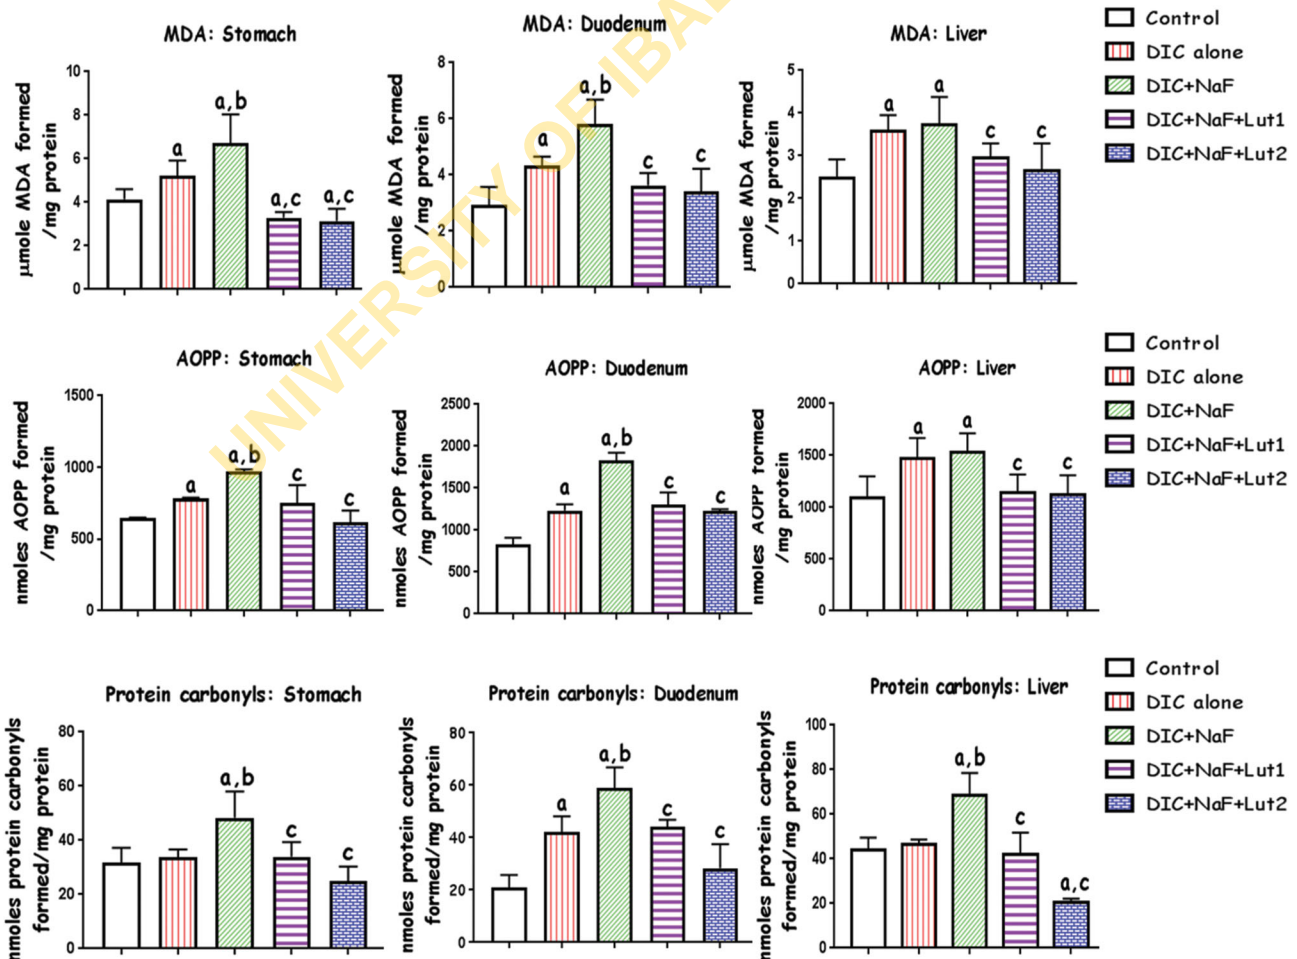 MDA: Stomach
μmole MDA formed
/mg protein
10
8
6
4
2
0
a
a,b
a,c
a,c
MDA: Duodenum
μmole MDA formed
/mg protein
8
6
4
2
0
a
a,b
c
c
MDA: Liver
μmole MDA formed
/mg protein
5
4
3
2
1
0
a
a
c
c
Control
DIC alone
DIC+NaF
DIC+NaF+Lut1
DIC+NaF+Lut2
UNIVERSITY OF IBA
AOPP: Stomach
nmoles AOPP formed
/mg protein
1500
1000
500
0
a
a,b
c
c
AOPP: Duodenum
nmoles AOPP formed
/mg protein
2500
2000
1500
1000
500
0
a
a,b
c
c
AOPP: Liver
nmoles AOPP formed
/mg protein
2000
1500
1000
500
0
a
a
c
c
Control
DIC alone
DIC+NaF
DIC+NaF+Lut1
DIC+NaF+Lut2
Protein carbonyls: Stomach
nmoles protein carbonyls
formed/mg protein
80
60
40
20
0
a,b
c
c
Protein carbonyls: Duodenum
nmoles protein carbonyls
formed/mg protein
80
60
40
20
0
a
a,b
c
c
Protein carbonyls: Liver
nmoles protein carbonyls
formed/mg protein
100
80
60
40
20
0
a,b
c
a,c
Control
DIC alone
DIC+NaF
DIC+NaF+Lut1
DIC+NaF+Lut2